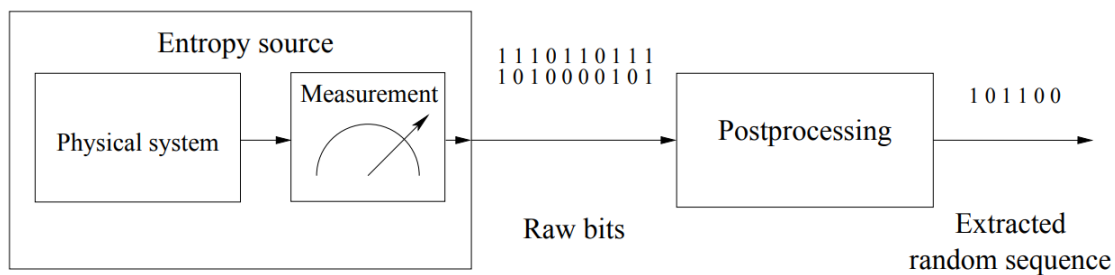 Entropy source
Physical system
Measurement
1 1 1 0 1 1 0 1 1 1
1 0 1 0 0 0 0 1 0 1
Raw bits
Postprocessing
1 0 1 1 0 0
Extracted
random sequence